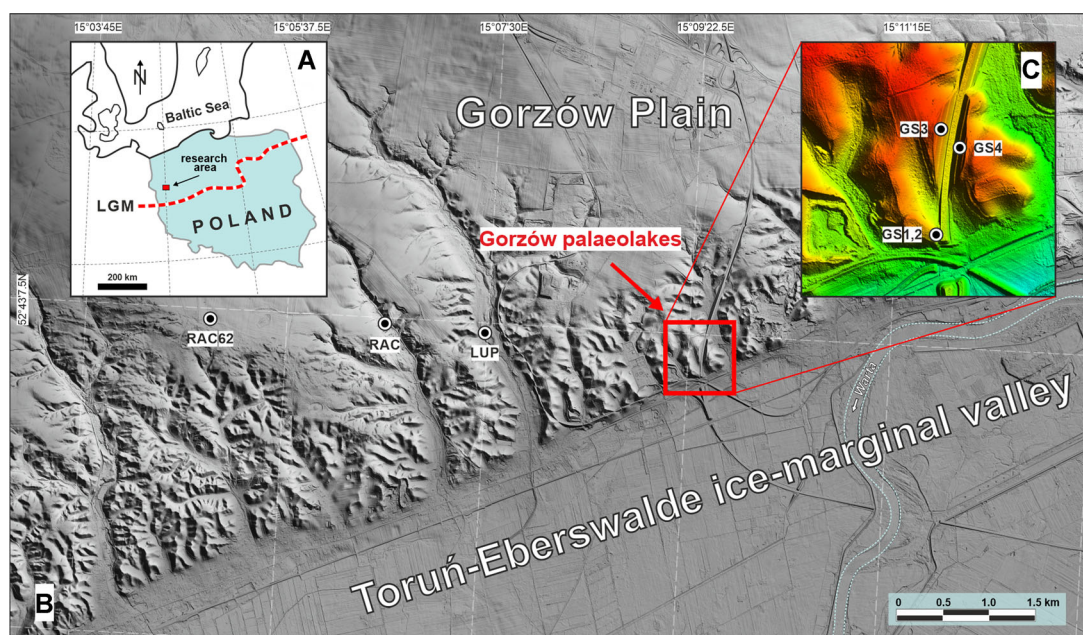 15°03'45E
15°05'37.5E
15°07'30E
15°09'22.5E
15°11'15E
52°43'7.5N
A
N
Baltic Sea
research
area
LGM
POLAND
200 km
Gorzów Plain
Gorzów palaeolakes
C
GS3
GS4
GS1,2
RAC62
RAC
LUP
Warta
Toruń-Eberswalde ice-marginal valley
B
0 0.5 1.0 1.5 km